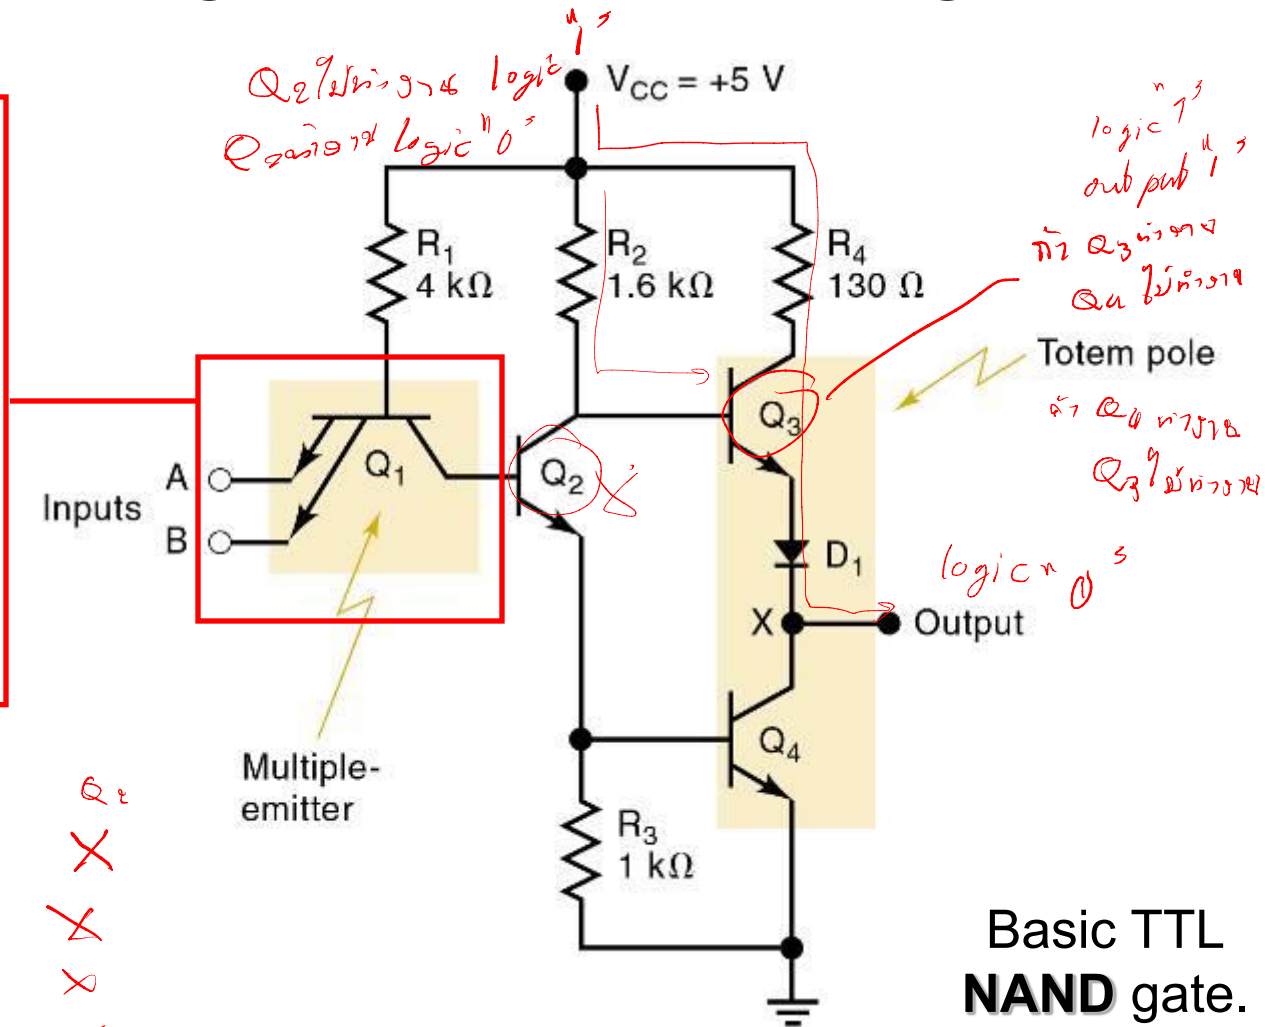 Q2ไม่ทำงาน logic "1"
Q2ทำงาน logic "0"
VCC = +5 V
logic "1"
output "1"
ถ้า Q3 ทำงาน
Q4 ไม่ทำงาน
R1
4 kΩ
R2
1.6 kΩ
R4
130 Ω
Totem pole
ถ้า Q4 ทำงาน
Q3 ไม่ทำงาน
Q1
Q2
Q3
A
Inputs
B
D1
logic "0"
X
Output
Q4
Multiple-
emitter
Q2
R3
1 kΩ
Basic TTL
NAND gate.